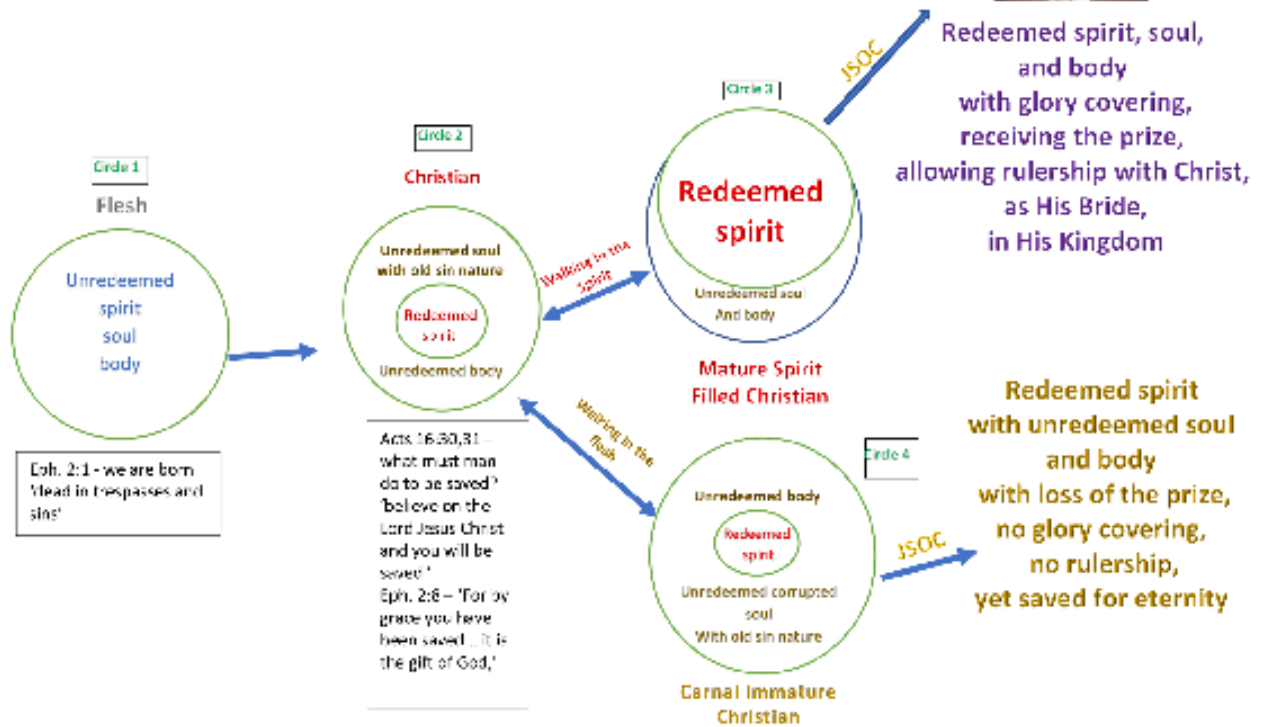 Circle 1
Flesh
Unredeemed
spirit
soul
body
Eph. 2:1 - we are born
'dead in trespasses and
sins'
Circle 2
Christian
Unredeemed soul
with old sin nature
Redeemed
spirit
Unredeemed body
Acts 16:30,31 –
what must man
do to be saved?
'believe on the
Lord Jesus Christ
and you will be
saved.'
Eph. 2:8 – 'For by
grace you have
been saved... it is
the gift of God,'
Walking in the
Spirit
Walking in the
flesh
Circle 3
Redeemed
spirit
Unredeemed soul
And body
Mature Spirit
Filled Christian
JSOC
Redeemed spirit, soul,
and body
with glory covering,
receiving the prize,
allowing rulership with Christ,
as His Bride,
in His Kingdom
Circle 4
Unredeemed body
Redeemed
spirit
Unredeemed corrupted
soul
With old sin nature
Carnal Immature
Christian
JSOC
Redeemed spirit
with unredeemed soul
and body
with loss of the prize,
no glory covering,
no rulership,
yet saved for eternity